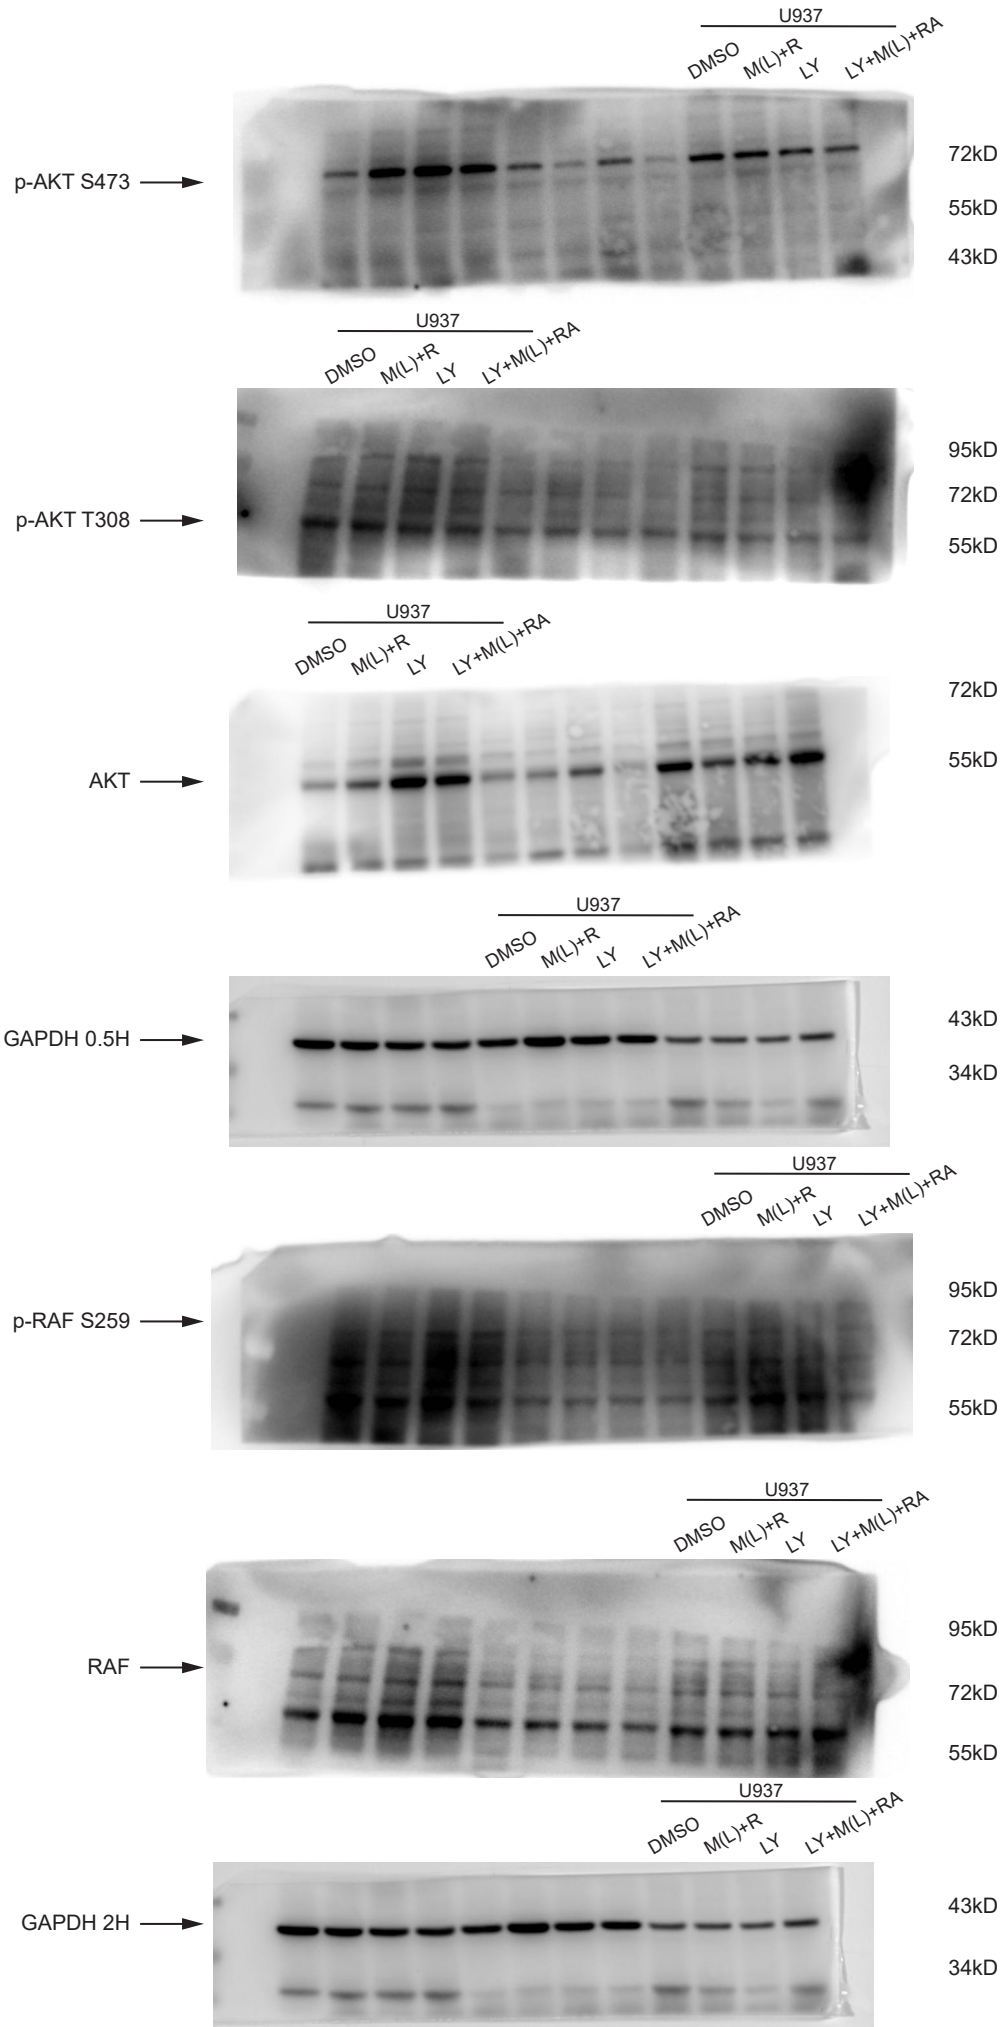 U937
DMSO M(L)+R LY LY+M(L)+RA
p-AKT S473
72kD
55kD
43kD
U937
DMSO M(L)+R LY LY+M(L)+RA
p-AKT T308
95kD
72kD
55kD
U937
DMSO M(L)+R LY LY+M(L)+RA
AKT
72kD
55kD
U937
DMSO M(L)+R LY LY+M(L)+RA
GAPDH 0.5H
43kD
34kD
U937
DMSO M(L)+R LY LY+M(L)+RA
p-RAF S259
95kD
72kD
55kD
U937
DMSO M(L)+R LY LY+M(L)+RA
RAF
95kD
72kD
55kD
U937
DMSO M(L)+R LY LY+M(L)+RA
GAPDH 2H
43kD
34kD